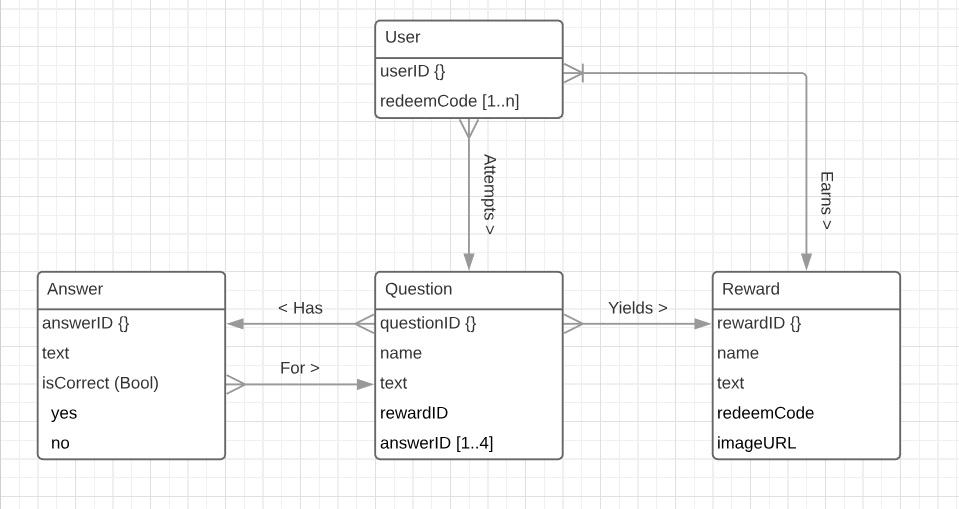 User
userID {}
redeemCode [1..n]
Attempts >
Earns >
Answer
answerID {}
text
isCorrect (Bool)
yes
no
< Has
For >
Question
questionID {}
name
text
rewardID
answerID [1..4]
Yields >
Reward
rewardID {}
name
text
redeemCode
imageURL